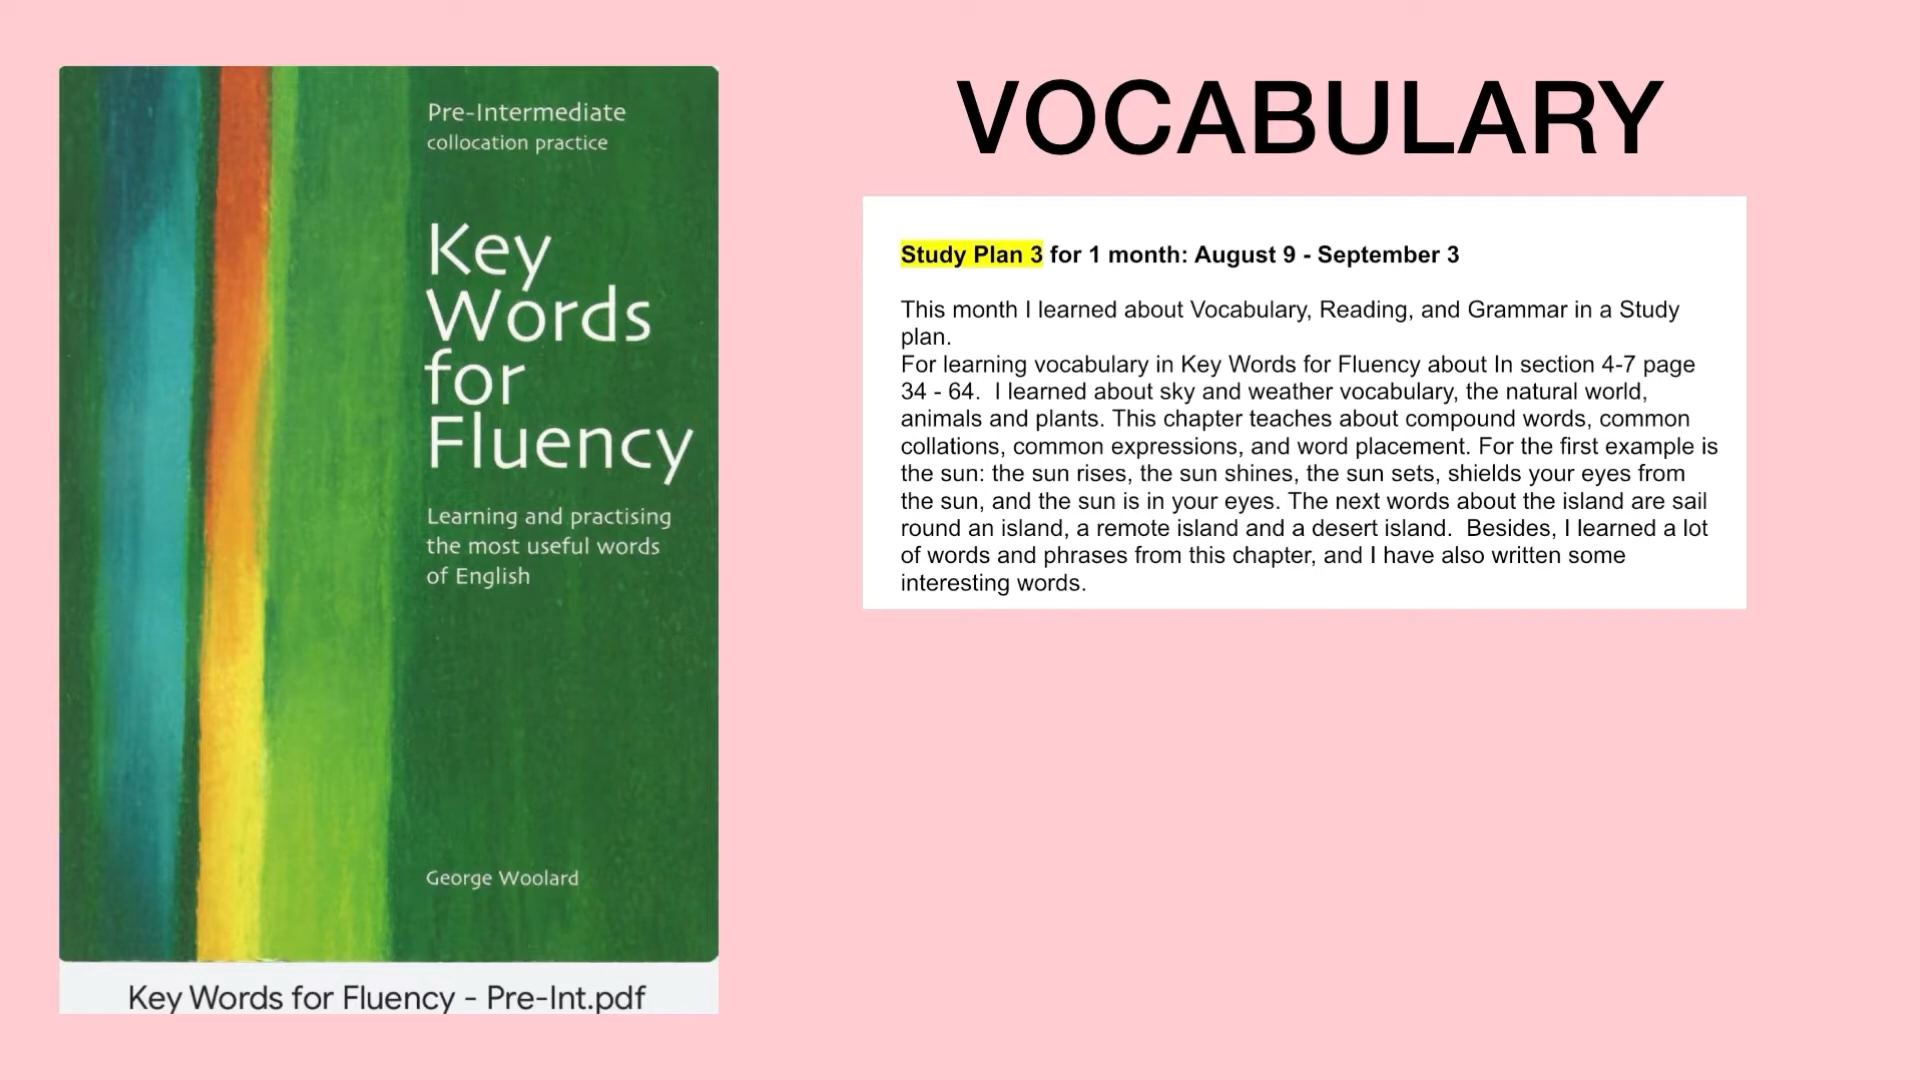 Pre-Intermediate
collocation practice
Key
Words
for
Fluency
Learning and practising
the most useful words
of English
George Woolard
Key Words for Fluency - Pre-Int.pdf
VOCABULARY
Study Plan 3 for 1 month: August 9 - September 3
This month I learned about Vocabulary, Reading, and Grammar in a Study
plan.
For learning vocabulary in Key Words for Fluency about In section 4-7 page
34 - 64.  I learned about sky and weather vocabulary, the natural world,
animals and plants. This chapter teaches about compound words, common
collations, common expressions, and word placement. For the first example is
the sun: the sun rises, the sun shines, the sun sets, shields your eyes from
the sun, and the sun is in your eyes. The next words about the island are sail
round an island, a remote island and a desert island.  Besides, I learned a lot
of words and phrases from this chapter, and I have also written some
interesting words.